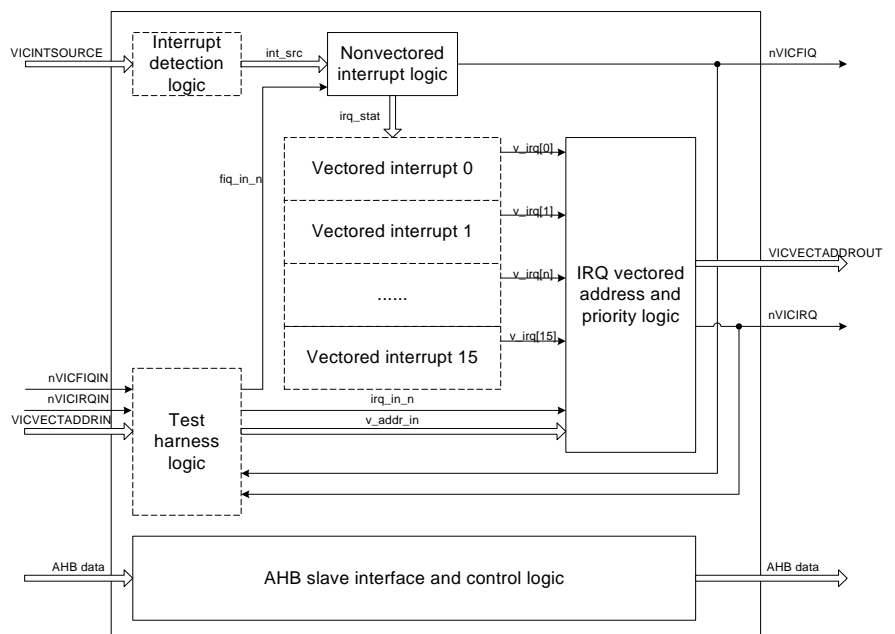 VICINTSOURCE
Interrupt
detection
logic
int_src
Nonvectored
interrupt logic
nVICFIQ
irq_stat
fiq_in_n
Vectored interrupt 0
v_irq[0]
Vectored interrupt 1
v_irq[1]
......
v_irq[n]
Vectored interrupt 15
v_irq[15]
IRQ vectored
address and
priority logic
VICVECTADDROUT
nVICIRQ
nVICFIQIN
nVICIRQIN
VICVECTADDRIN
Test
harness
logic
irq_in_n
v_addr_in
AHB data
AHB slave interface and control logic
AHB data